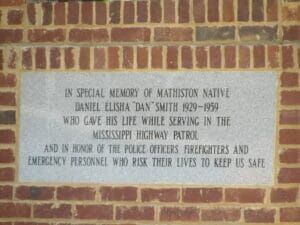 IN SPECIAL MEMORY OF MATHISTON NATIVE
DANIEL ELISHA "DAN" SMITH 1929-1959
WHO GAVE HIS LIFE WHILE SERVING IN THE
MISSISSIPPI HIGHWAY PATROL
AND IN HONOR OF THE POLICE OFFICERS, FIREFIGHTERS AND
EMERGENCY PERSONNEL WHO RISK THEIR LIVES TO KEEP US SAFE